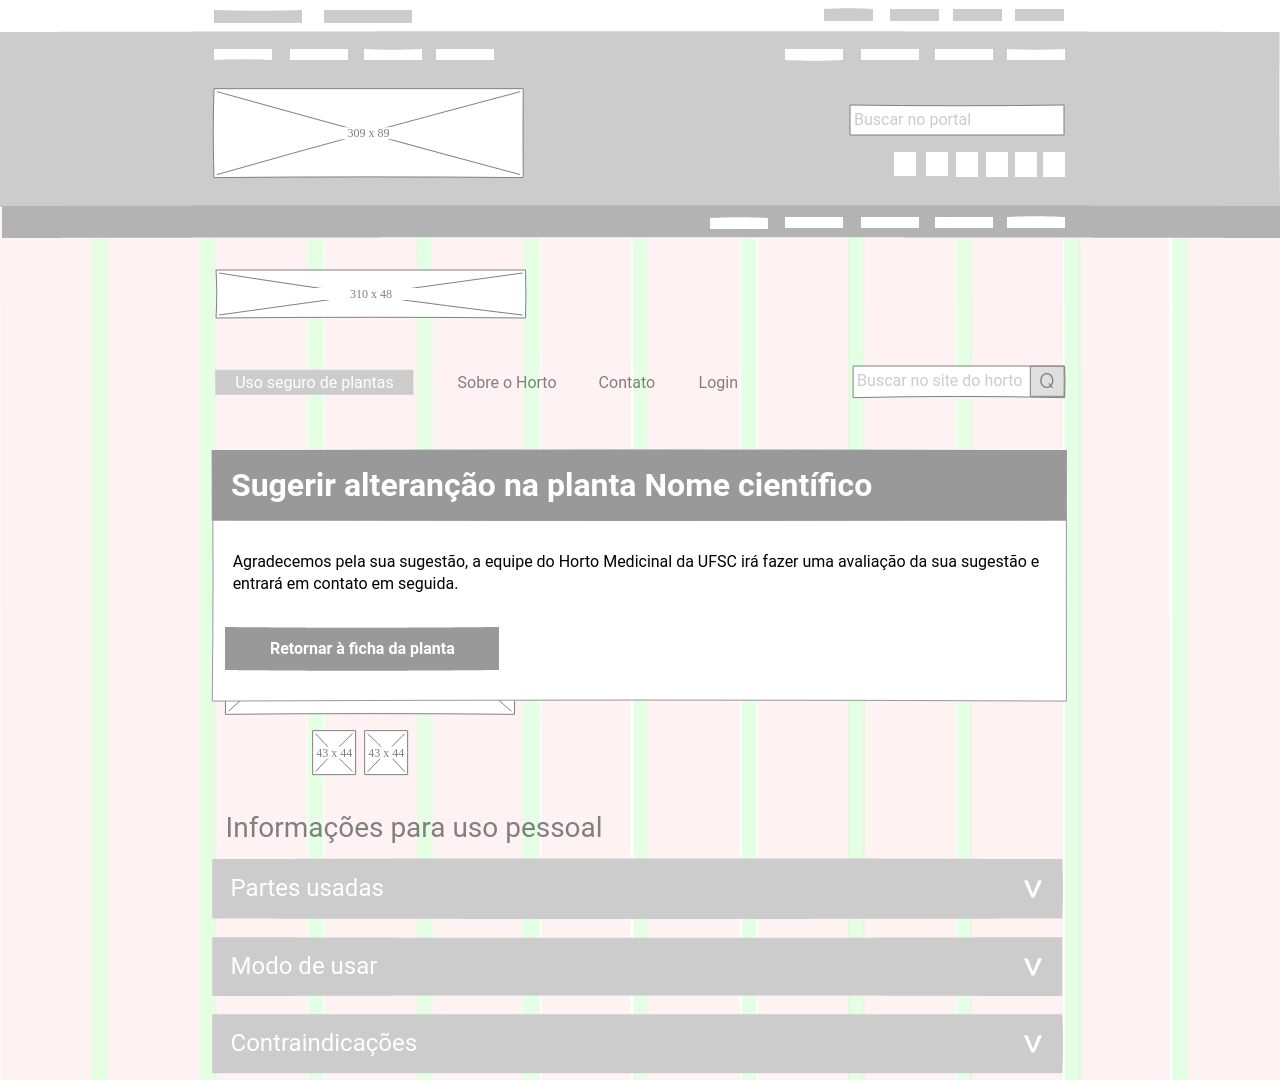 309 x 89
Buscar no portal
310 x 48
Uso seguro de plantas
Sobre o Horto
Contato
Login
Buscar no site do horto
Sugerir alteranção na planta Nome científico
Agradecemos pela sua sugestão, a equipe do Horto Medicinal da UFSC irá fazer uma avaliação da sua sugestão e
entrará em contato em seguida.
Retornar à ficha da planta
43 x 44
43 x 44
Informações para uso pessoal
Partes usadas
Modo de usar
Contraindicações